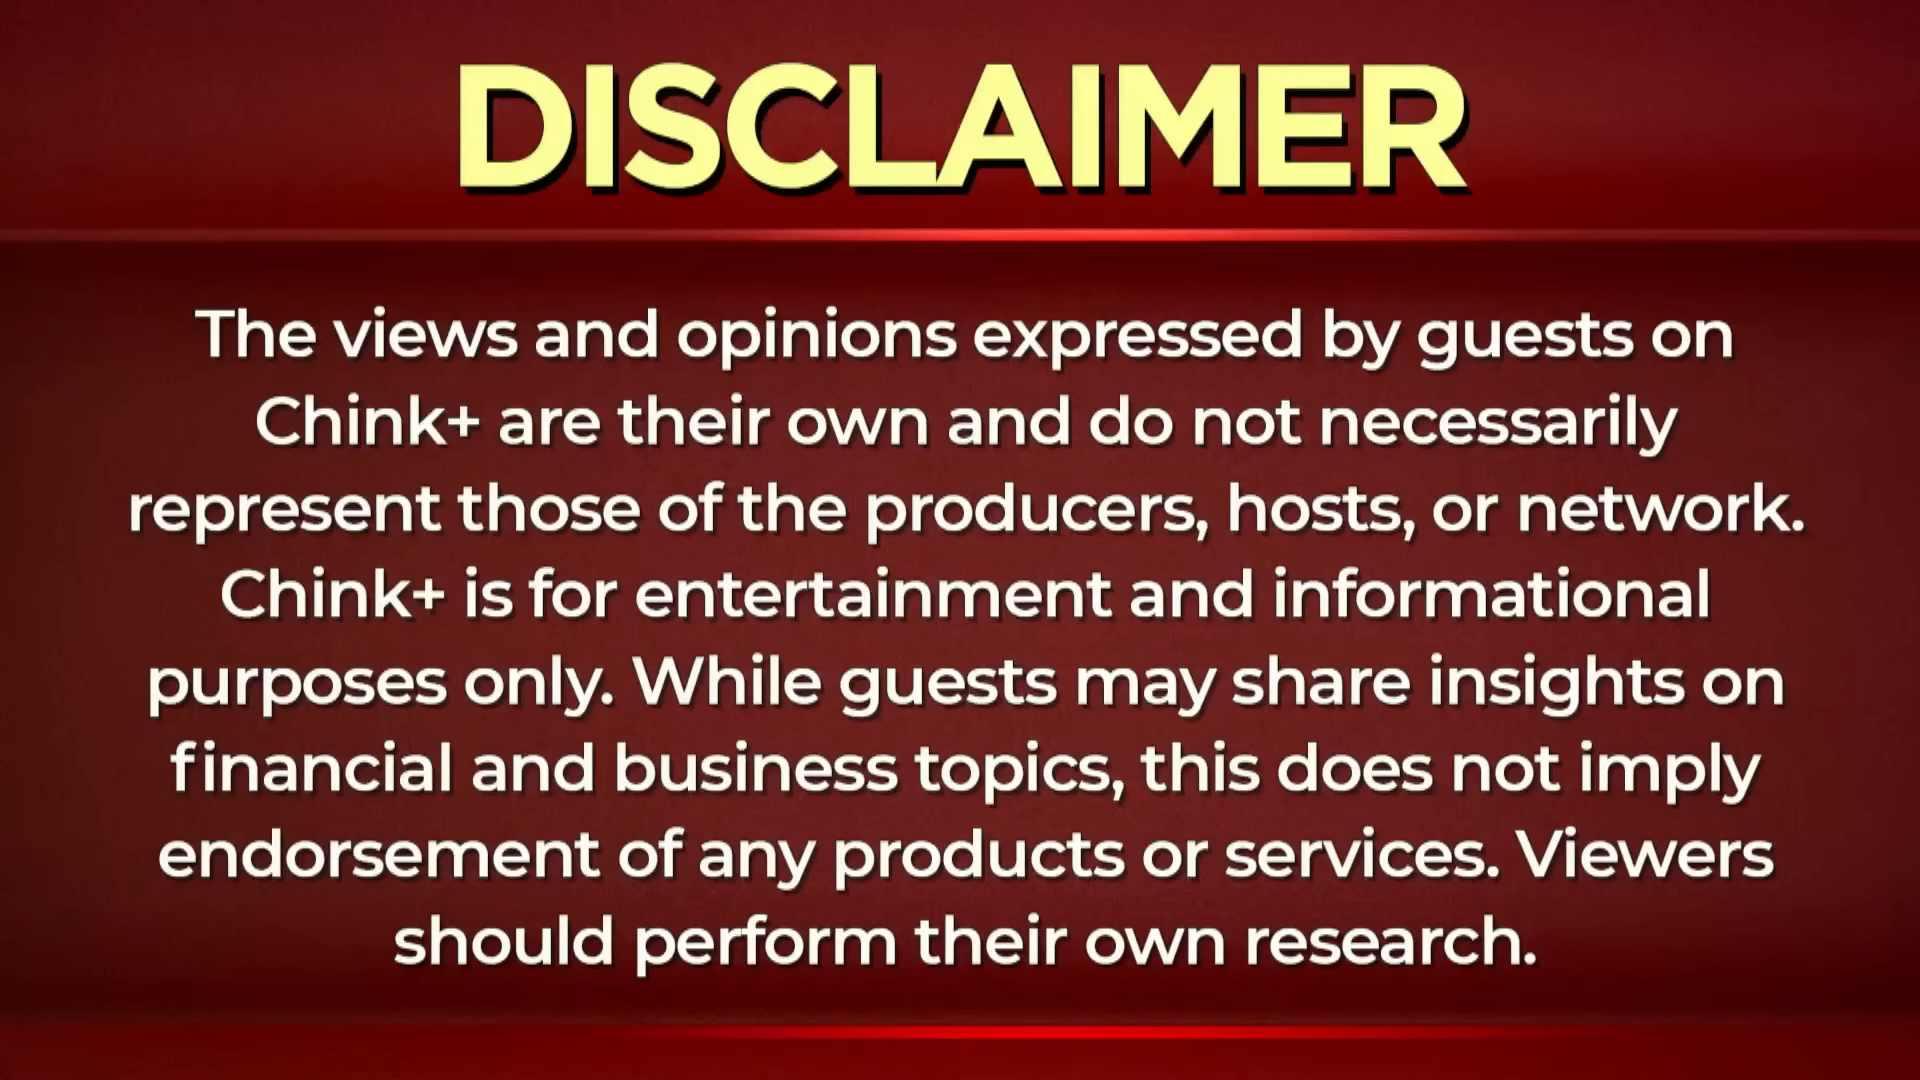 DISCLAIMER
The views and opinions expressed by guests on
Chink+ are their own and do not necessarily
represent those of the producers, hosts, or network.
Chink+ is for entertainment and informational
purposes only. While guests may share insights on
financial and business topics, this does not imply
endorsement of any products or services. Viewers
should perform their own research.